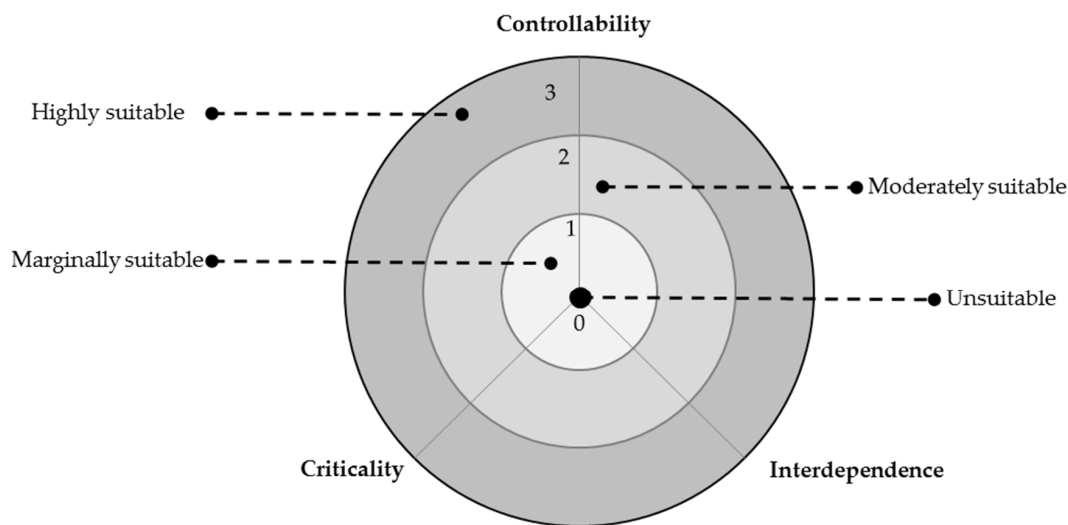 Controllability
3
Highly suitable
2
Moderately suitable
1
Marginally suitable
Unsuitable
0
Criticality
Interdependence